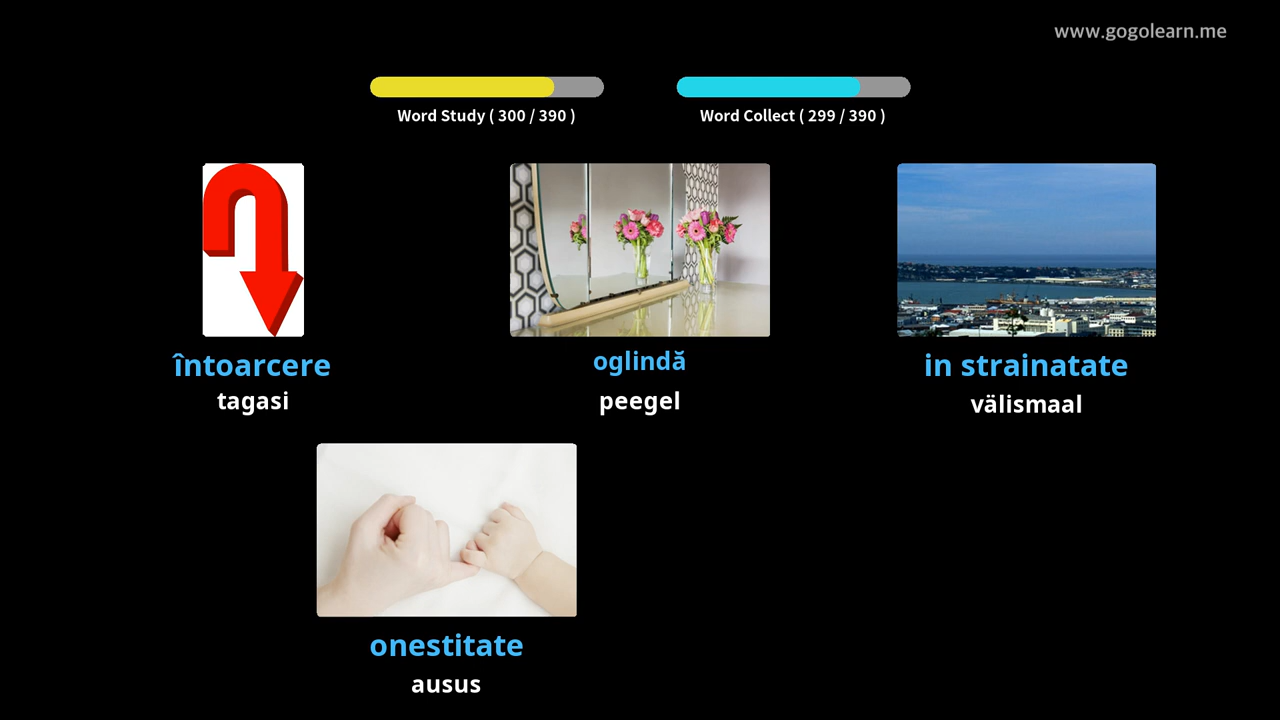 www.gogolearn.me
Word Study ( 300 / 390 )
Word Collect ( 299 / 390 )
întoarcere
tagasi
oglindă
peegel
in strainatate
välismaal
onestitate
ausus